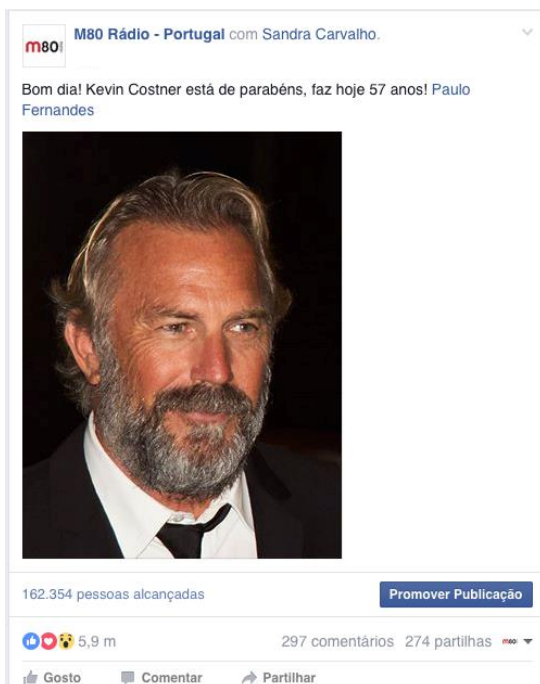 M80 Rádio - Portugal com Sandra Carvalho.
m80
Bom dia! Kevin Costner está de parabéns, faz hoje 57 anos! Paulo
Fernandes
162.354 pessoas alcançadas
Promover Publicação
5,9 m
297 comentários 274 partilhas m80
Gosto Comentar Partilhar